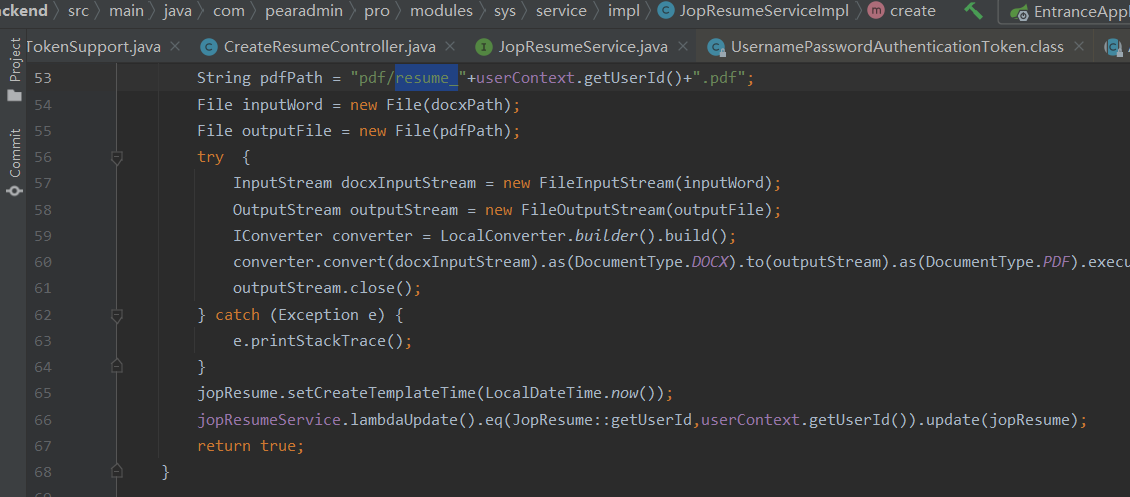 ckend src main java com pearadmin pro modules sys service impl JopResumeServiceImpl create EntranceAppl
TokenSupport.java CreateResumeController.java JopResumeService.java UsernamePasswordAuthenticationToken.class
Project
Commit
53 String pdfPath = "pdf/resume_"+userContext.getUserId()+".pdf";
54 File inputWord = new File(docxPath);
55 File outputFile = new File(pdfPath);
56 try {
57 InputStream docxInputStream = new FileInputStream(inputWord);
58 OutputStream outputStream = new FileOutputStream(outputFile);
59 IConverter converter = LocalConverter.builder().build();
60 converter.convert(docxInputStream).as(DocumentType.DOCX).to(outputStream).as(DocumentType.PDF).execu
61 outputStream.close();
62 } catch (Exception e) {
63 e.printStackTrace();
64 }
65 jopResume.setCreateTemplateTime(LocalDateTime.now());
66 jopResumeService.lambdaUpdate().eq(JopResume::getUserId,userContext.getUserId()).update(jopResume);
67 return true;
68 }